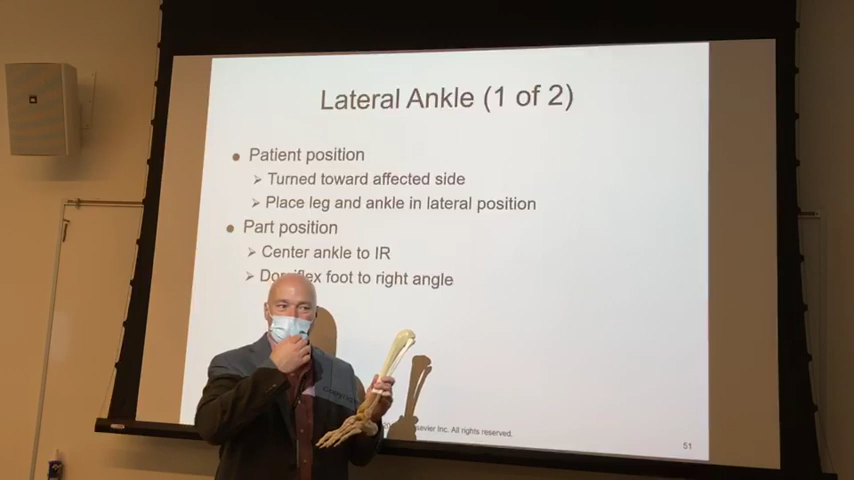 Lateral Ankle (1 of 2)
● Patient position
➢ Turned toward affected side
➢ Place leg and ankle in lateral position
● Part position
➢ Center ankle to IR
➢ foot to right angle
Inc. All rights reserved.
51